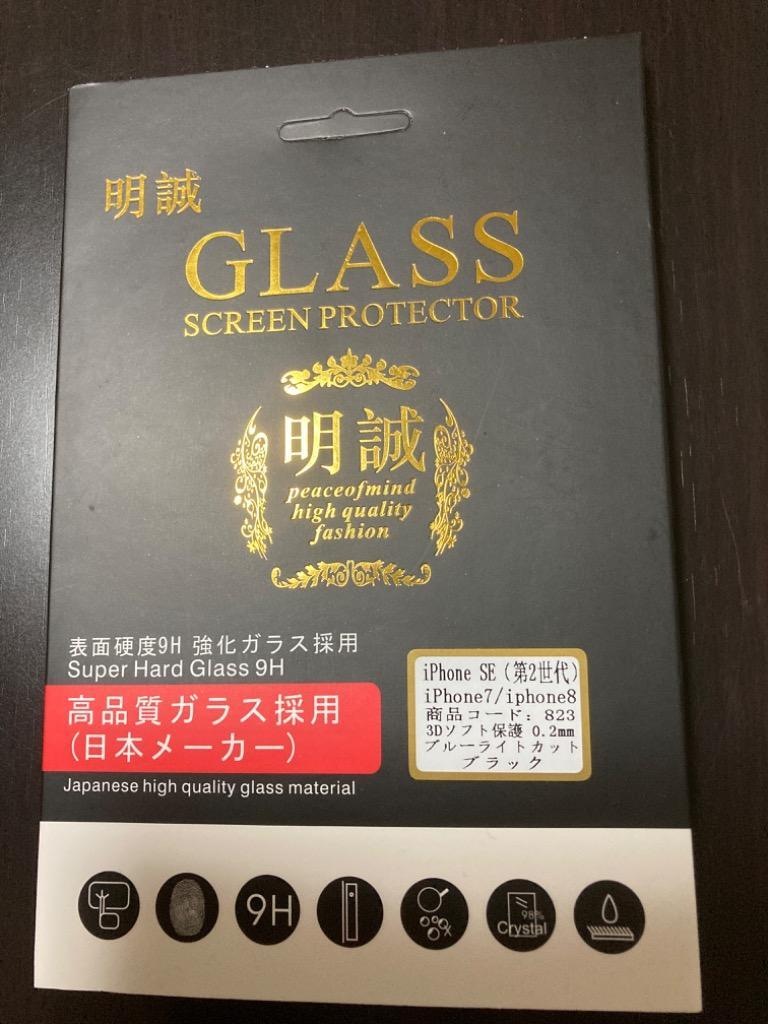 明誠
GLASS
SCREEN PROTECTOR
明誠
peaceofmind
high quality
fashion
表面硬度9H 強化ガラス採用
Super Hard Glass 9H
高品質ガラス採用
(日本メーカー)
Japanese high quality glass material
iPhone SE(第2世代)
iPhone7/iphone8
商品コード: 823
3Dソフト保護 0.2mm
ブルーライトカット
ブラック
9H
98%
Crystal